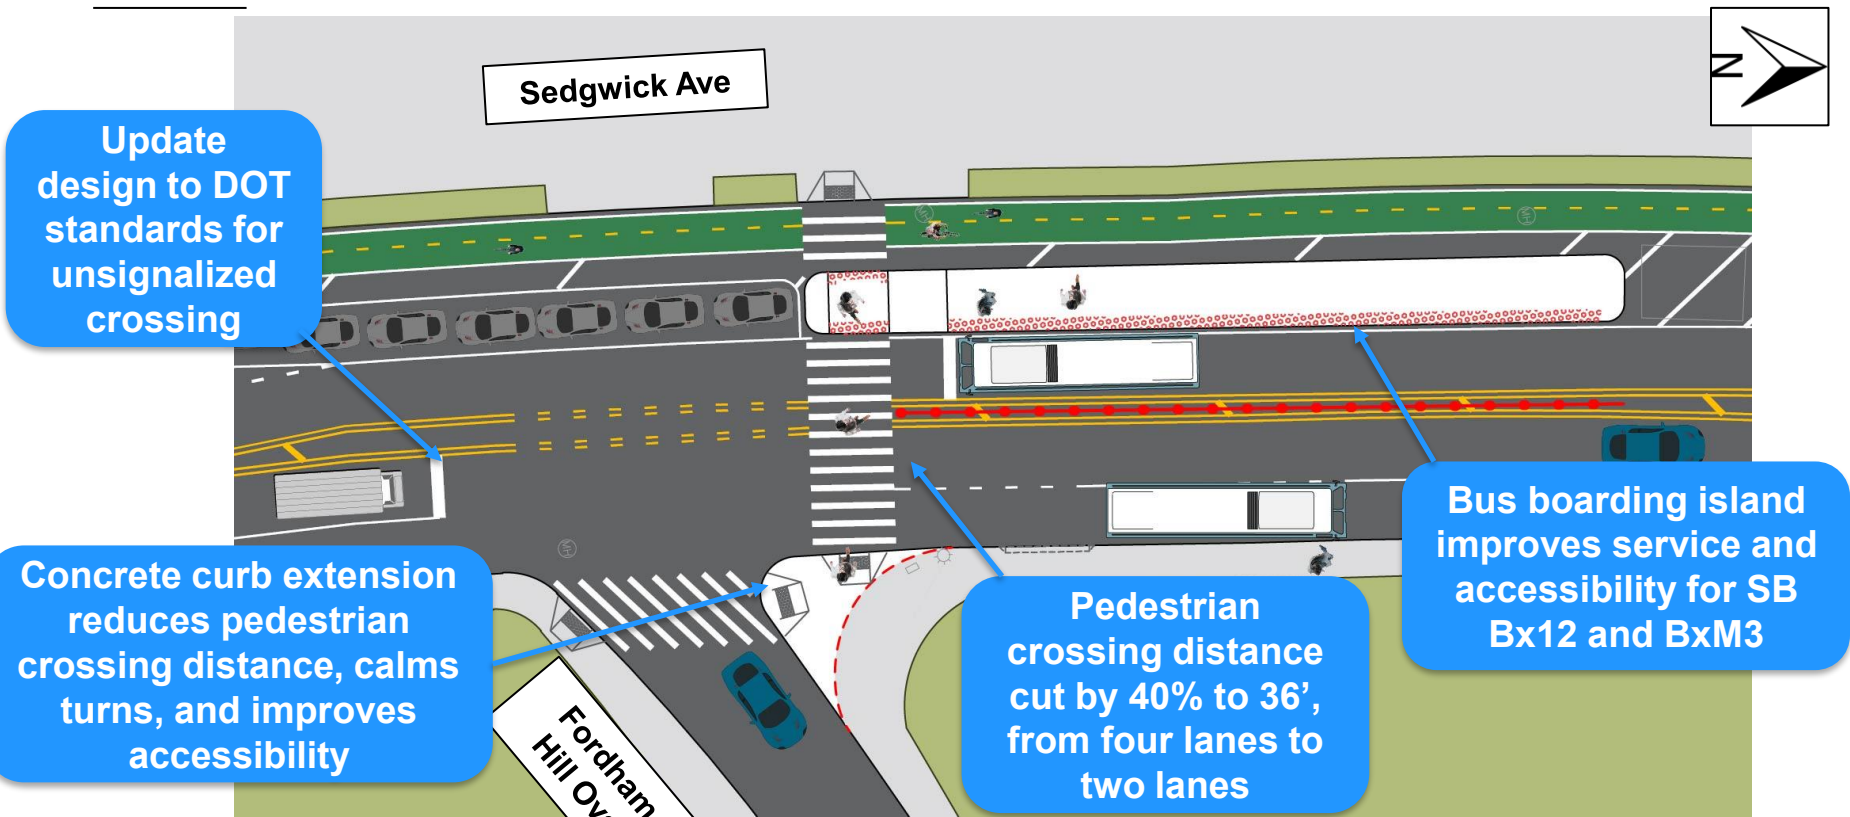 Sedgwick Ave
N
Update
design to DOT
standards for
unsignalized
crossing
Concrete curb extension
reduces pedestrian
crossing distance, calms
turns, and improves
accessibility
Fordham
Hill
Pedestrian
crossing distance
cut by 40% to 36’,
from four lanes to
two lanes
Bus boarding island
improves service and
accessibility for SB
Bx12 and BxM3